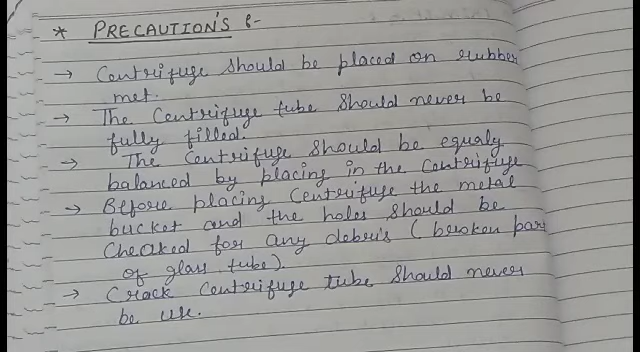 * PRECAUTION'S :-
→ Centrifuge should be placed on rubber
met.
→ The Centrifuge tube should never be
fully filled.
→ The Centrifuge should be equaly
balanced by placing in the centrifuge
→ Before placing Centrifuge the metal
bucket and the holes should be
Cheaked for any debris (broken part
of glass tube).
→ Crack Centrifuge tube should never
be use.